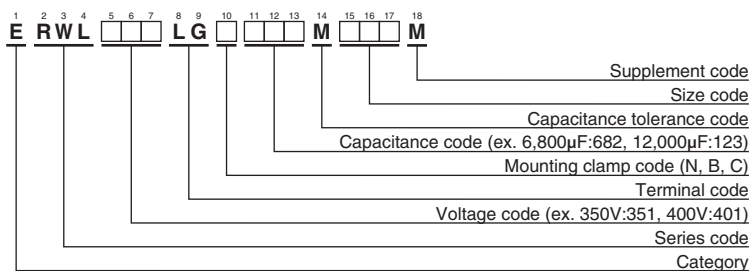 1 2 3 4 5 6 7 8 9 10 11 12 13 14 15 16 17 18
E RWL □□□ LG □ □□□ M □□□ M
Supplement code
Size code
Capacitance tolerance code
Capacitance code (ex. 6,800μF:682, 12,000μF:123)
Mounting clamp code (N, B, C)
Terminal code
Voltage code (ex. 350V:351, 400V:401)
Series code
Category